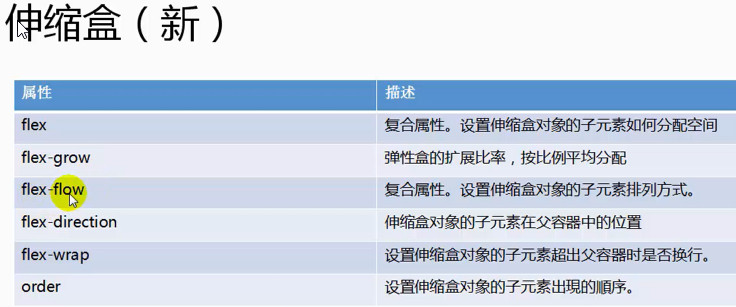 伸缩盒（新）
属性 描述
flex 复合属性。设置伸缩盒对象的子元素如何分配空间
flex-grow 弹性盒的扩展比率，按比例平均分配
flex-flow 复合属性。设置伸缩盒对象的子元素排列方式。
flex-direction 伸缩盒对象的子元素在父容器中的位置
flex-wrap 设置伸缩盒对象的子元素超出父容器时是否换行。
order 设置伸缩盒对象的子元素出現的順序。